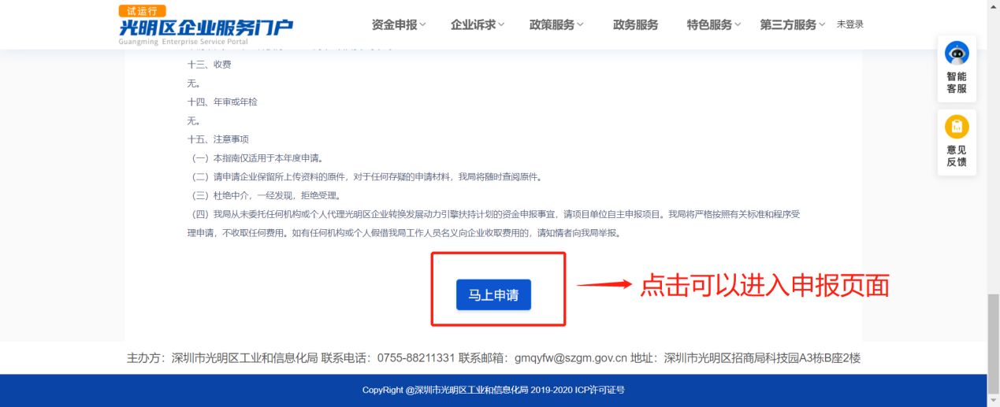 试运行
光明区企业服务门户
Guangming Enterprise Service Portal
资金申报 企业诉求 政策服务 政务服务 特色服务 第三方服务 未登录
十三、收费
无。
十四、年审或年检
无。
十五、注意事项
（一）本指南仅适用于本年度申请。
（二）请申请企业保留所上传资料的原件，对于任何存疑的申请材料，我局将随时查阅原件。
（三）杜绝中介，一经发现，拒绝受理。
（四）我局从未委托任何机构或个人代理光明区企业转换发展动力引擎扶持计划的资金申报事宜，请项目单位自主申报项目。我局将严格按照有关标准和程序受
理申请，不收取任何费用。如有任何机构或个人假借我局工作人员名义向企业收取费用的，请知情者向我局举报。
马上申请
点击可以进入申报页面
智能
客服
意见
反馈
主办方：深圳市光明区工业和信息化局 联系电话：0755-88211331 联系邮箱：gmqyfw@szgm.gov.cn 地址：深圳市光明区招商局科技园A3栋B座2楼
CopyRight @深圳市光明区工业和信息化局 2019-2020 ICP许可证号